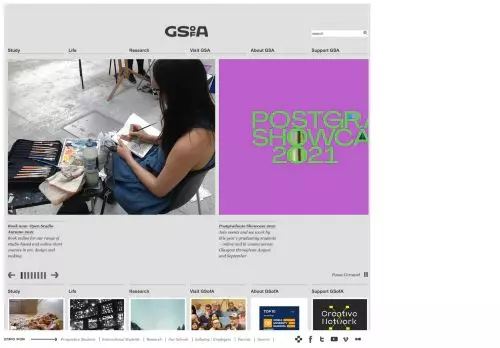 GSofA
search
Study Life Research Visit GSA About GSA Support GSA
POSTGRA
SHOWCA
2021
Book now: Open Studio
Autumn 2021
Book online for our range of
studio-based and online short
courses in art, design and
making.
Postgraduate Showcase 2021
Join events and see work by
this year's graduating students
– online and in venues across
Glasgow throughout August
and September
Pause Carousel
Study Life Research Visit GSofA About GSofA Support GSofA
TOP 10
Creative
Network
Prospective Students | International Students | Research | Our Schools | Industry / Employers | Parents | Search |